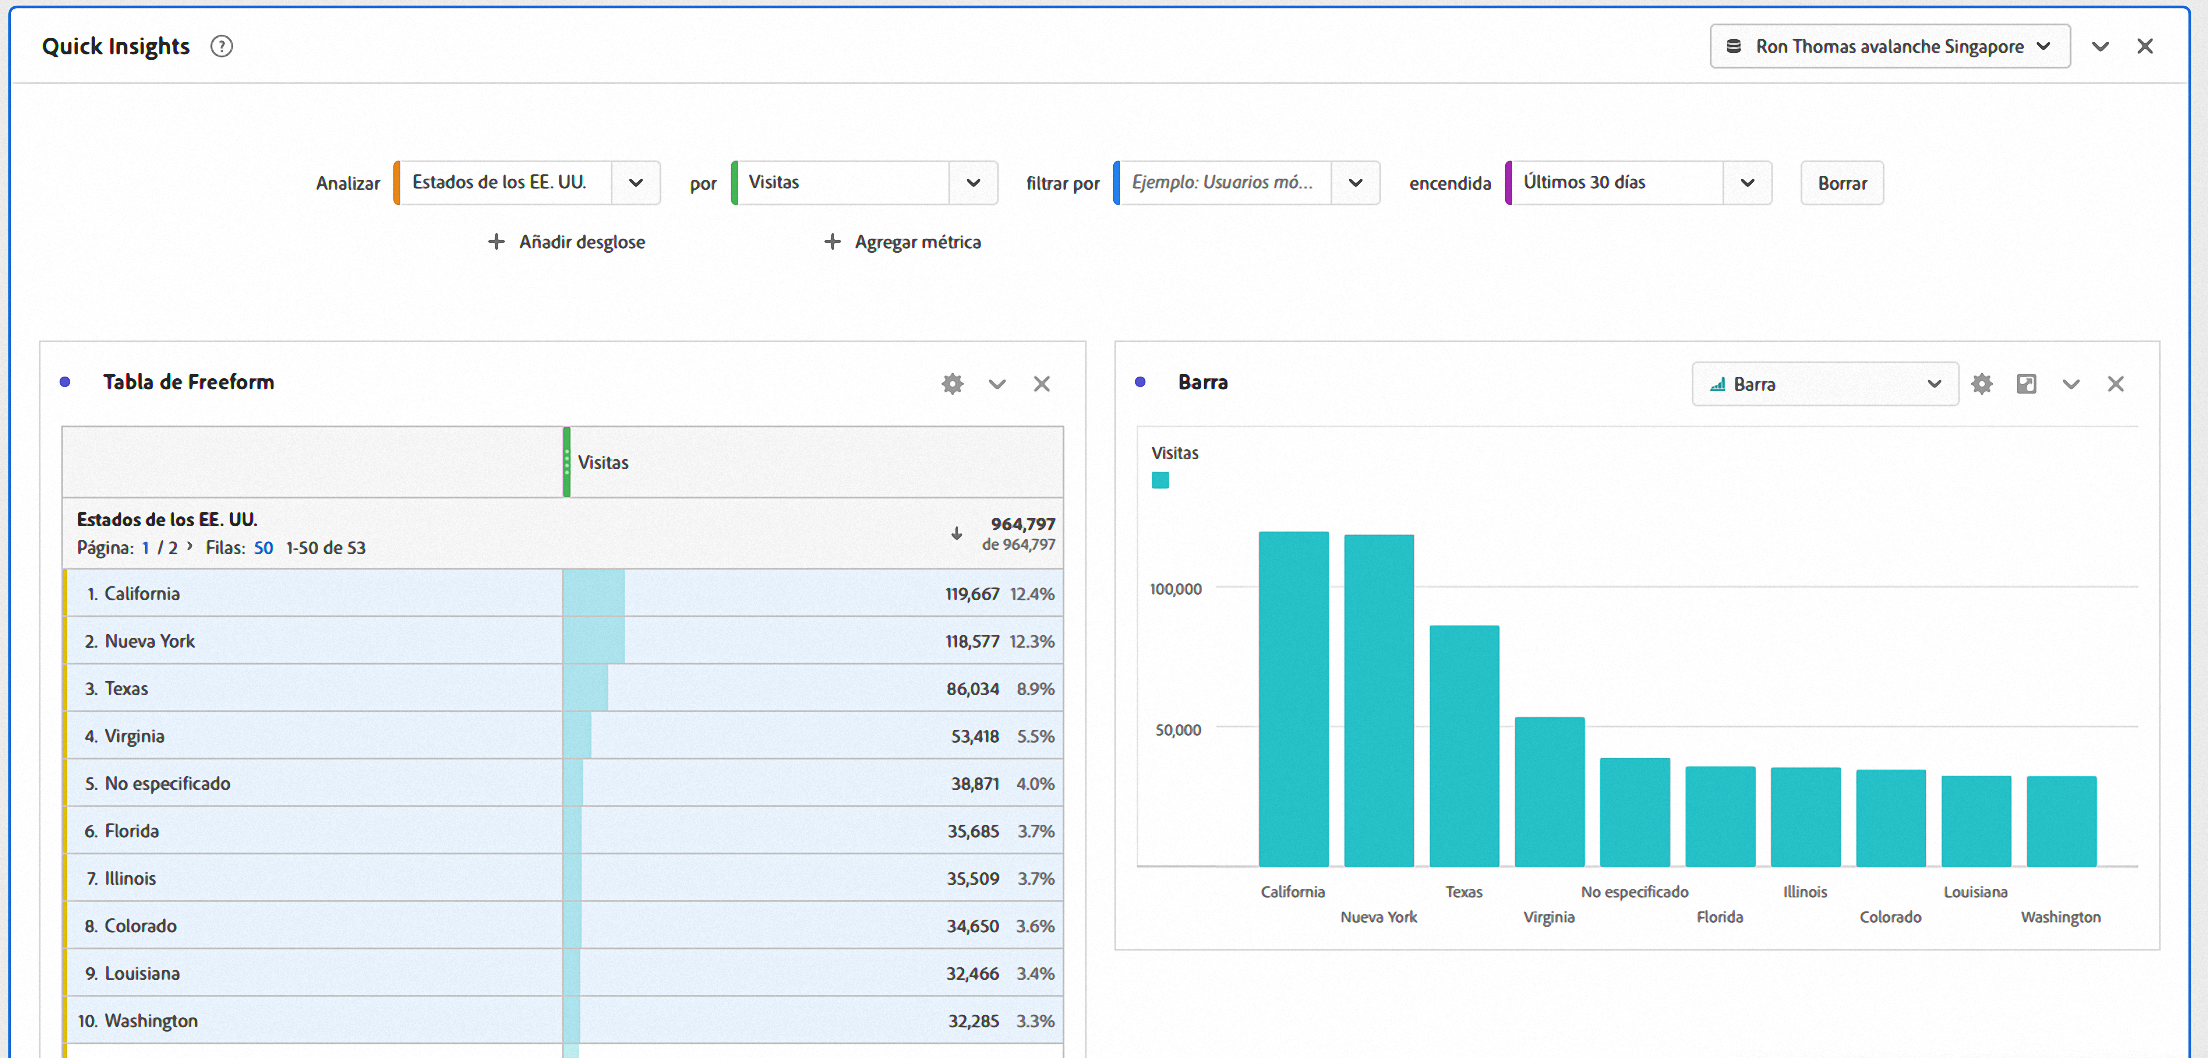 Quick Insights ?
Ron Thomas avalanche Singapore
Analizar Estados de los EE. UU. por Visitas filtrar por Ejemplo: Usuarios mó... encendida Últimos 30 días Borrar
+ Añadir desglose + Agregar métrica
Tabla de Freeform
Visitas
Estados de los EE. UU.
Página: 1 / 2 > Filas: 50 1-50 de 53
964,797
de 964,797
1. California 119,667 12.4%
2. Nueva York 118,577 12.3%
3. Texas 86,034 8.9%
4. Virginia 53,418 5.5%
5. No especificado 38,871 4.0%
6. Florida 35,685 3.7%
7. Illinois 35,509 3.7%
8. Colorado 34,650 3.6%
9. Louisiana 32,466 3.4%
10. Washington 32,285 3.3%
Barra
Barra
Visitas
100,000
50,000
California Texas No especificado Illinois Louisiana
Nueva York Virginia Florida Colorado Washington